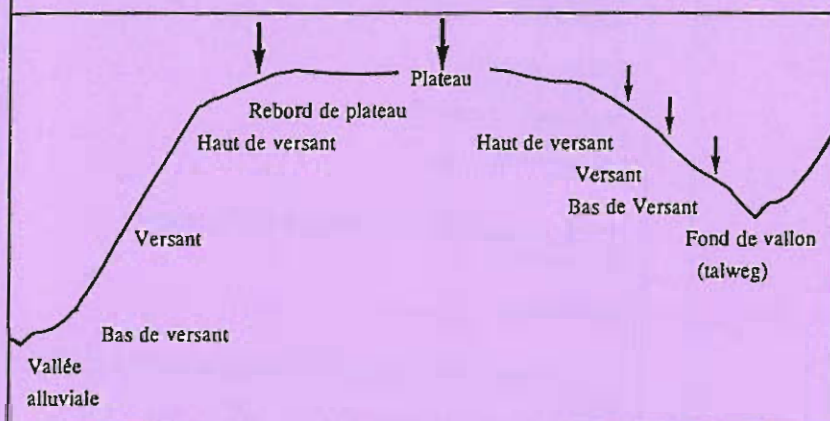 Plateau
Rebord de plateau
Haut de versant
Versant
Bas de versant
Vallée
alluviale
Haut de versant
Versant
Bas de Versant
Fond de vallon
(talweg)